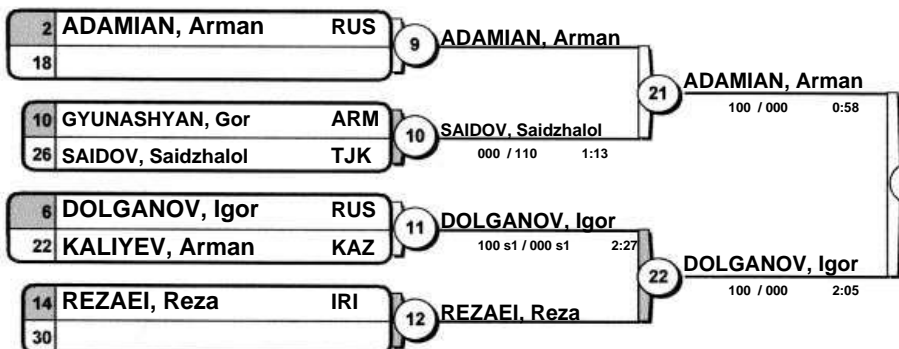 2 ADAMIAN, Arman RUS
18
9
ADAMIAN, Arman
21
ADAMIAN, Arman
100 / 000 0:58
10 GYUNASHYAN, Gor ARM
26 SAIDOV, Saidzhalol TJK
10
SAIDOV, Saidzhalol
000 / 110 1:13
6 DOLGANOV, Igor RUS
22 KALIYEV, Arman KAZ
11
DOLGANOV, Igor
100 s1 / 000 s1 2:27
22
DOLGANOV, Igor
100 / 000 2:05
14 REZAEI, Reza IRI
30
12
REZAEI, Reza